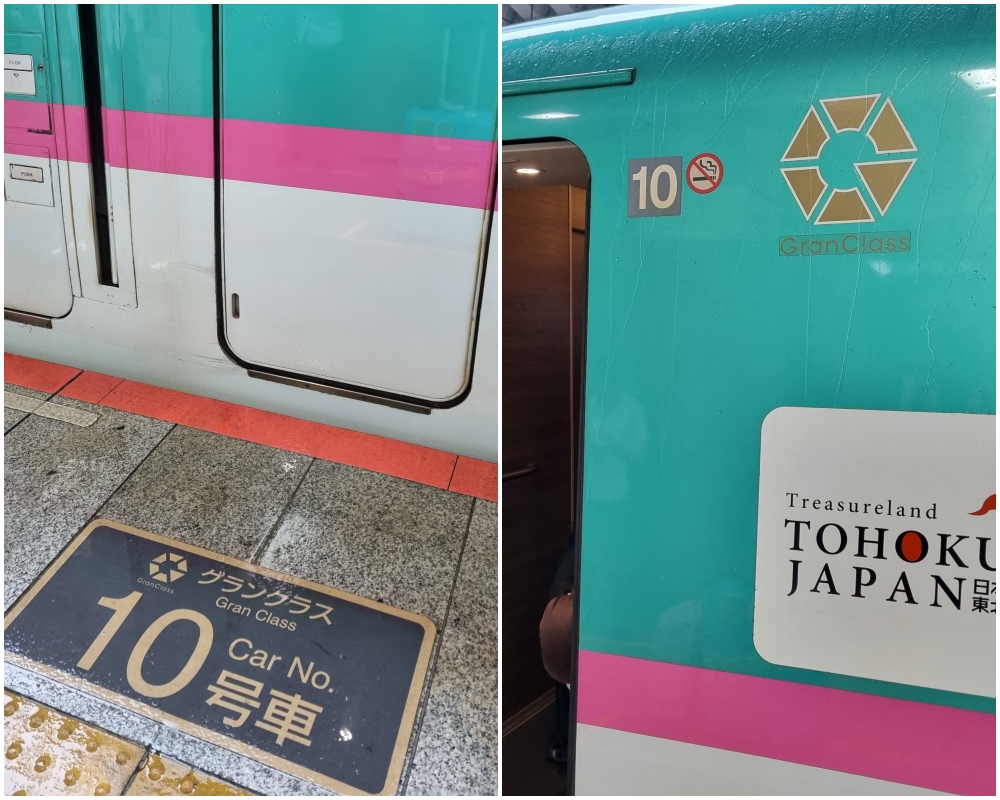 PUSH
PUSH
GranClass
グランクラス
Gran Class
10
Car No.
号車
10
GranClass
Treasureland
TOHOKU
JAPAN